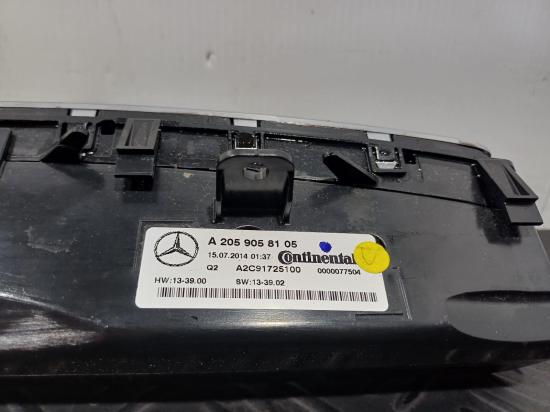 A 205 905 81 05
15.07.2014 01:37 Continental
Q2 A2C91725100 0000077504
HW:13-39.00 SW:13-39.02